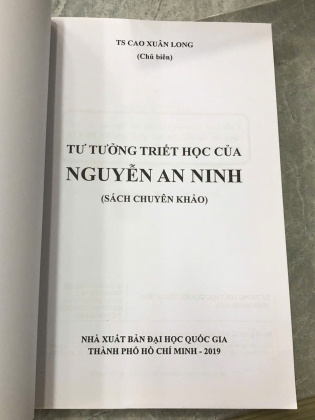 TS CAO XUÂN LONG
(Chủ biên)
TƯ TƯỞNG TRIẾT HỌC CỦA
NGUYỄN AN NINH
(SÁCH CHUYÊN KHẢO)
NHÀ XUẤT BẢN ĐẠI HỌC QUỐC GIA
THÀNH PHỐ HỒ CHÍ MINH - 2019